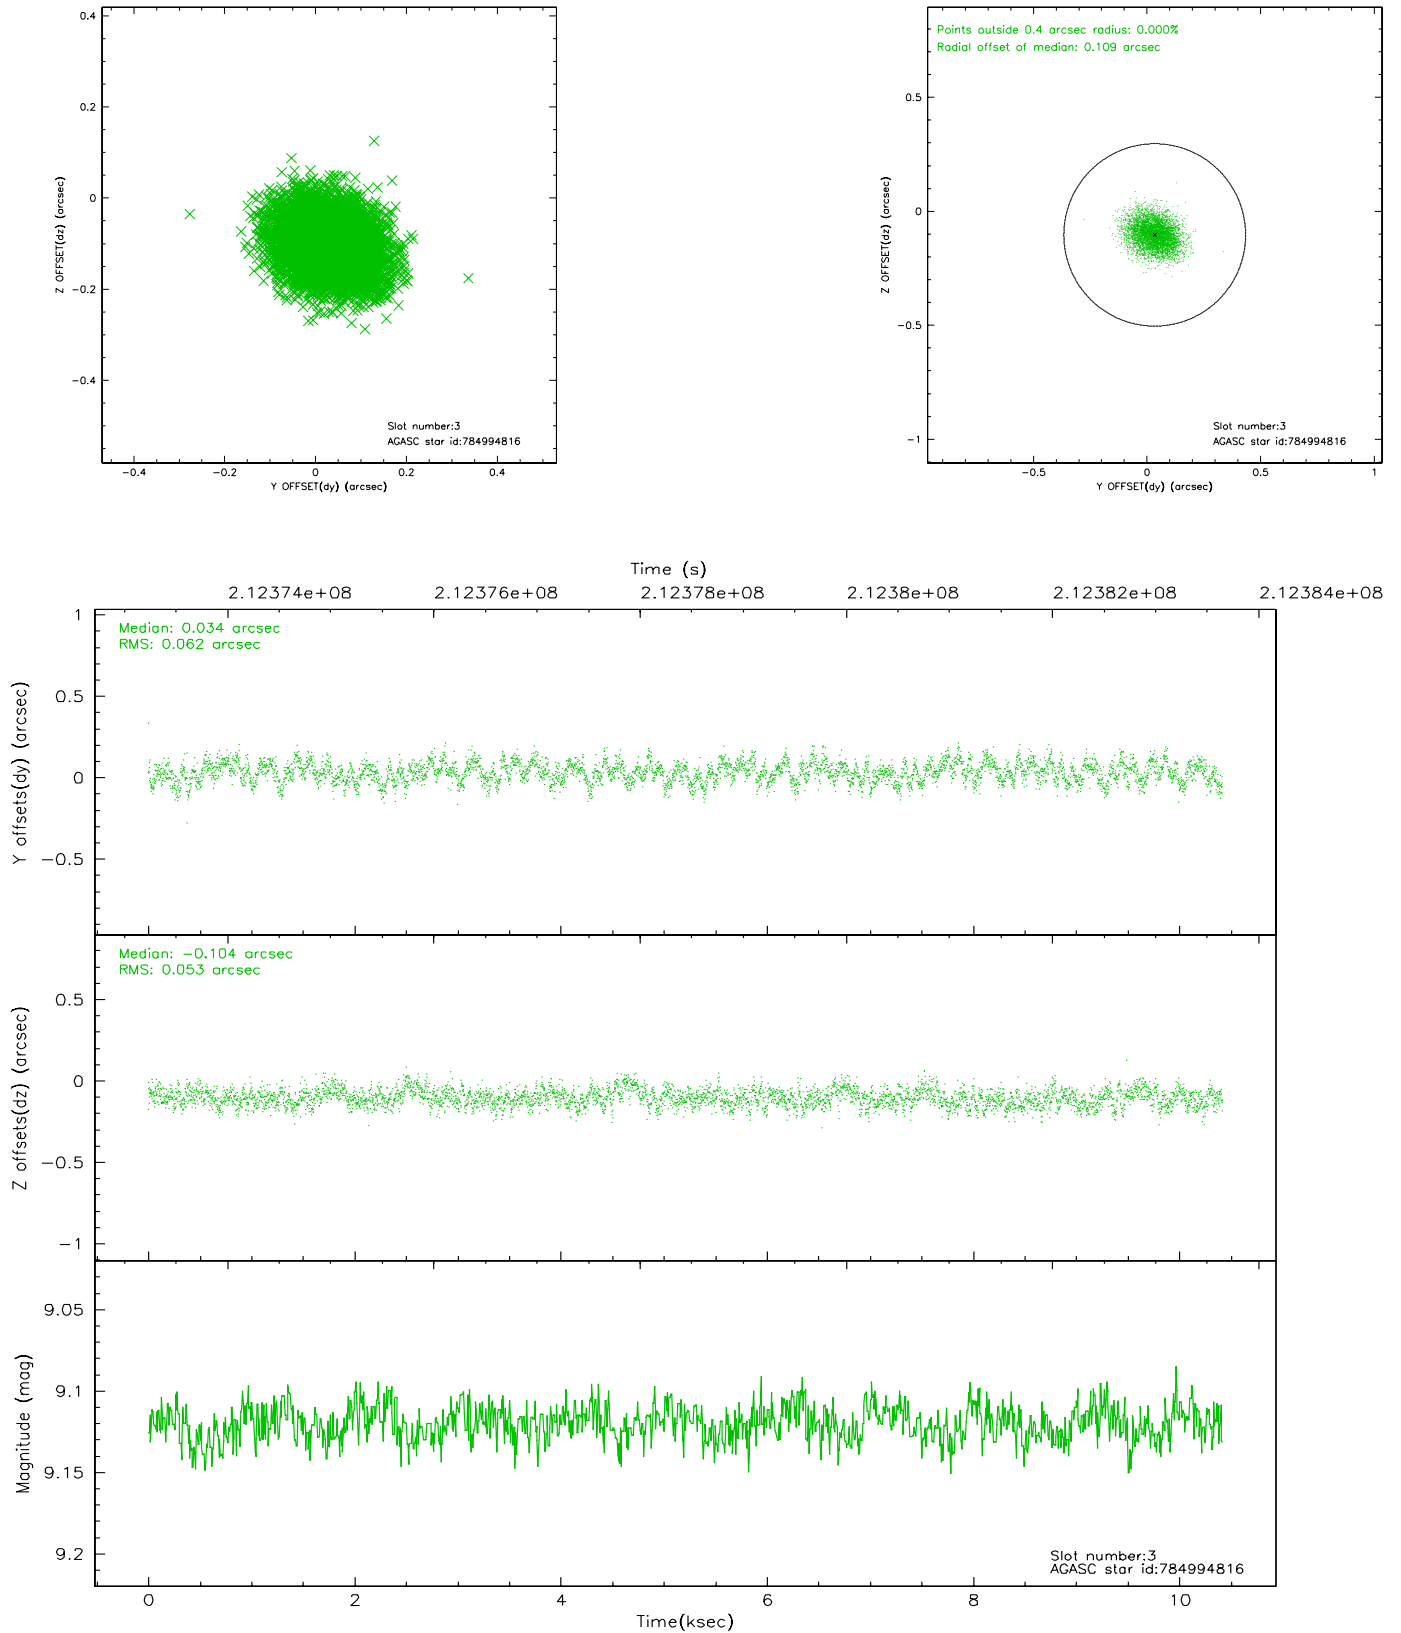 0.4
0.2
0
−0.2
−0.4
Z OFFSET(dz) (arcsec)
Slot number:3
AGASC star id:784994816
−0.4 −0.2 0 0.2 0.4
Y OFFSET(dy) (arcsec)
Points outside 0.4 arcsec radius: 0.000%
Radial offset of median: 0.109 arcsec
0.5
0
−0.5
−1
Z OFFSET(dz) (arcsec)
Slot number:3
AGASC star id:784994816
−0.5 0 0.5 1
Y OFFSET(dy) (arcsec)
Time (s)
2.12374e+08 2.12376e+08 2.12378e+08 2.1238e+08 2.12382e+08 2.12384e+08
Median: 0.034 arcsec
RMS: 0.062 arcsec
1
0.5
0
−0.5
Y offsets(dy) (arcsec)
Median: −0.104 arcsec
RMS: 0.053 arcsec
0.5
0
−0.5
−1
Z offsets(dz) (arcsec)
9.05
9.1
9.15
9.2
Magnitude (mag)
Slot number:3
AGASC star id:784994816
0 2 4 6 8 10
Time(ksec)